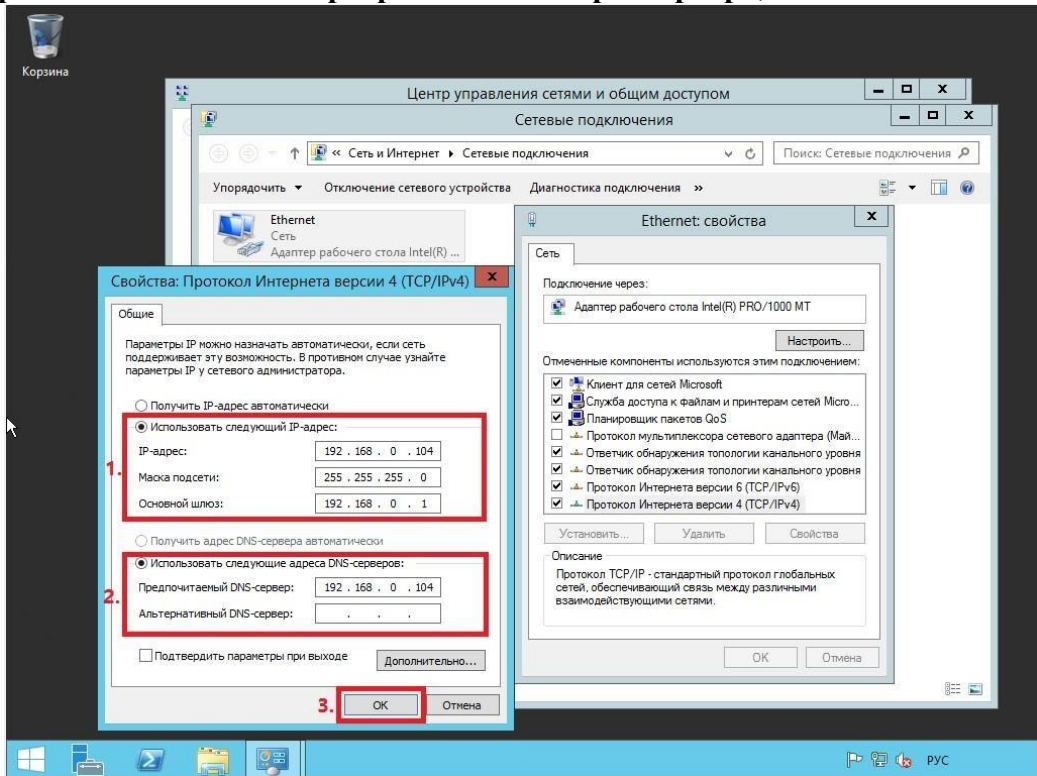 Корзина
Центр управления сетями и общим доступом
Сетевые подключения
« Сеть и Интернет ▸ Сетевые подключения
Поиск: Сетевые подключения
Упорядочить ▾ Отключение сетевого устройства Диагностика подключения »
Ethernet
Сеть
Адаптер рабочего стола Intel(R) ...
Ethernet: свойства
Сеть
Подключение через:
Адаптер рабочего стола Intel(R) PRO/1000 MT
Настроить...
Отмеченные компоненты используются этим подключением:
Клиент для сетей Microsoft
Служба доступа к файлам и принтерам сетей Micro...
Планировщик пакетов QoS
Протокол мультиплексора сетевого адаптера (Май...
Ответчик обнаружения топологии канального уровня
Ответчик обнаружения топологии канального уровня
Протокол Интернета версии 6 (TCP/IPv6)
Протокол Интернета версии 4 (TCP/IPv4)
Установить... Удалить Свойства
Описание
Протокол TCP/IP - стандартный протокол глобальных
сетей, обеспечивающий связь между различными
взаимодействующими сетями.
OK Отмена
Свойства: Протокол Интернета версии 4 (TCP/IPv4)
Общие
Параметры IP можно назначать автоматически, если сеть
поддерживает эту возможность. В противном случае узнайте
параметры IP у сетевого администратора.
Получить IP-адрес автоматически
Использовать следующий IP-адрес:
1.
IP-адрес: 192 . 168 . 0 . 104
Маска подсети: 255 . 255 . 255 . 0
Основной шлюз: 192 . 168 . 0 . 1
Получить адрес DNS-сервера автоматически
Использовать следующие адреса DNS-серверов:
2.
Предпочитаемый DNS-сервер: 192 . 168 . 0 . 104
Альтернативный DNS-сервер: . . .
Подтвердить параметры при выходе
Дополнительно...
3. OK Отмена
РУС